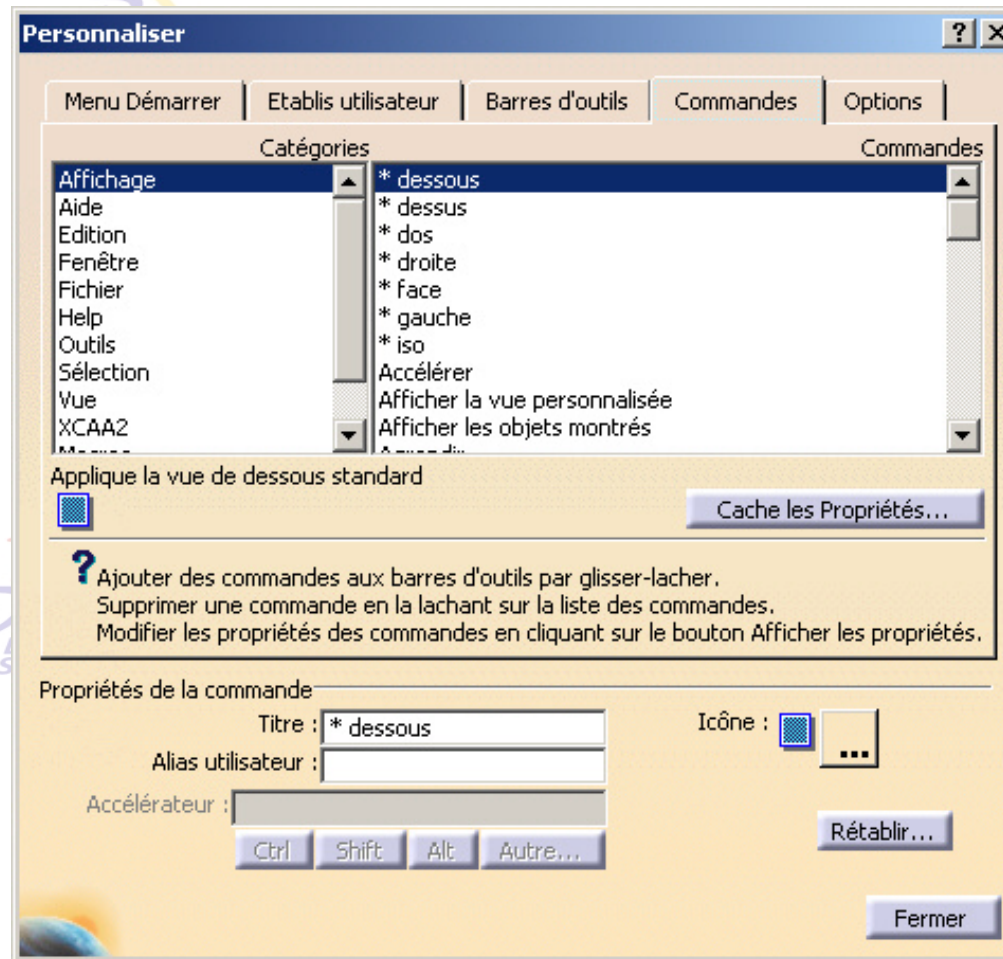 Personnaliser
Menu Démarrer Etablis utilisateur Barres d'outils Commandes Options
Catégories Commandes
Affichage
Aide
Edition
Fenêtre
Fichier
Help
Outils
Sélection
Vue
XCAA2
* dessous
* dessus
* dos
* droite
* face
* gauche
* iso
Accélérer
Afficher la vue personnalisée
Afficher les objets montrés
Applique la vue de dessous standard
Cache les Propriétés...
? Ajouter des commandes aux barres d'outils par glisser-lacher.
Supprimer une commande en la lachant sur la liste des commandes.
Modifier les propriétés des commandes en cliquant sur le bouton Afficher les propriétés.
Propriétés de la commande
Titre : * dessous
Icône : ...
Alias utilisateur :
Accélérateur :
Ctrl Shift Alt Autre...
Rétablir...
Fermer